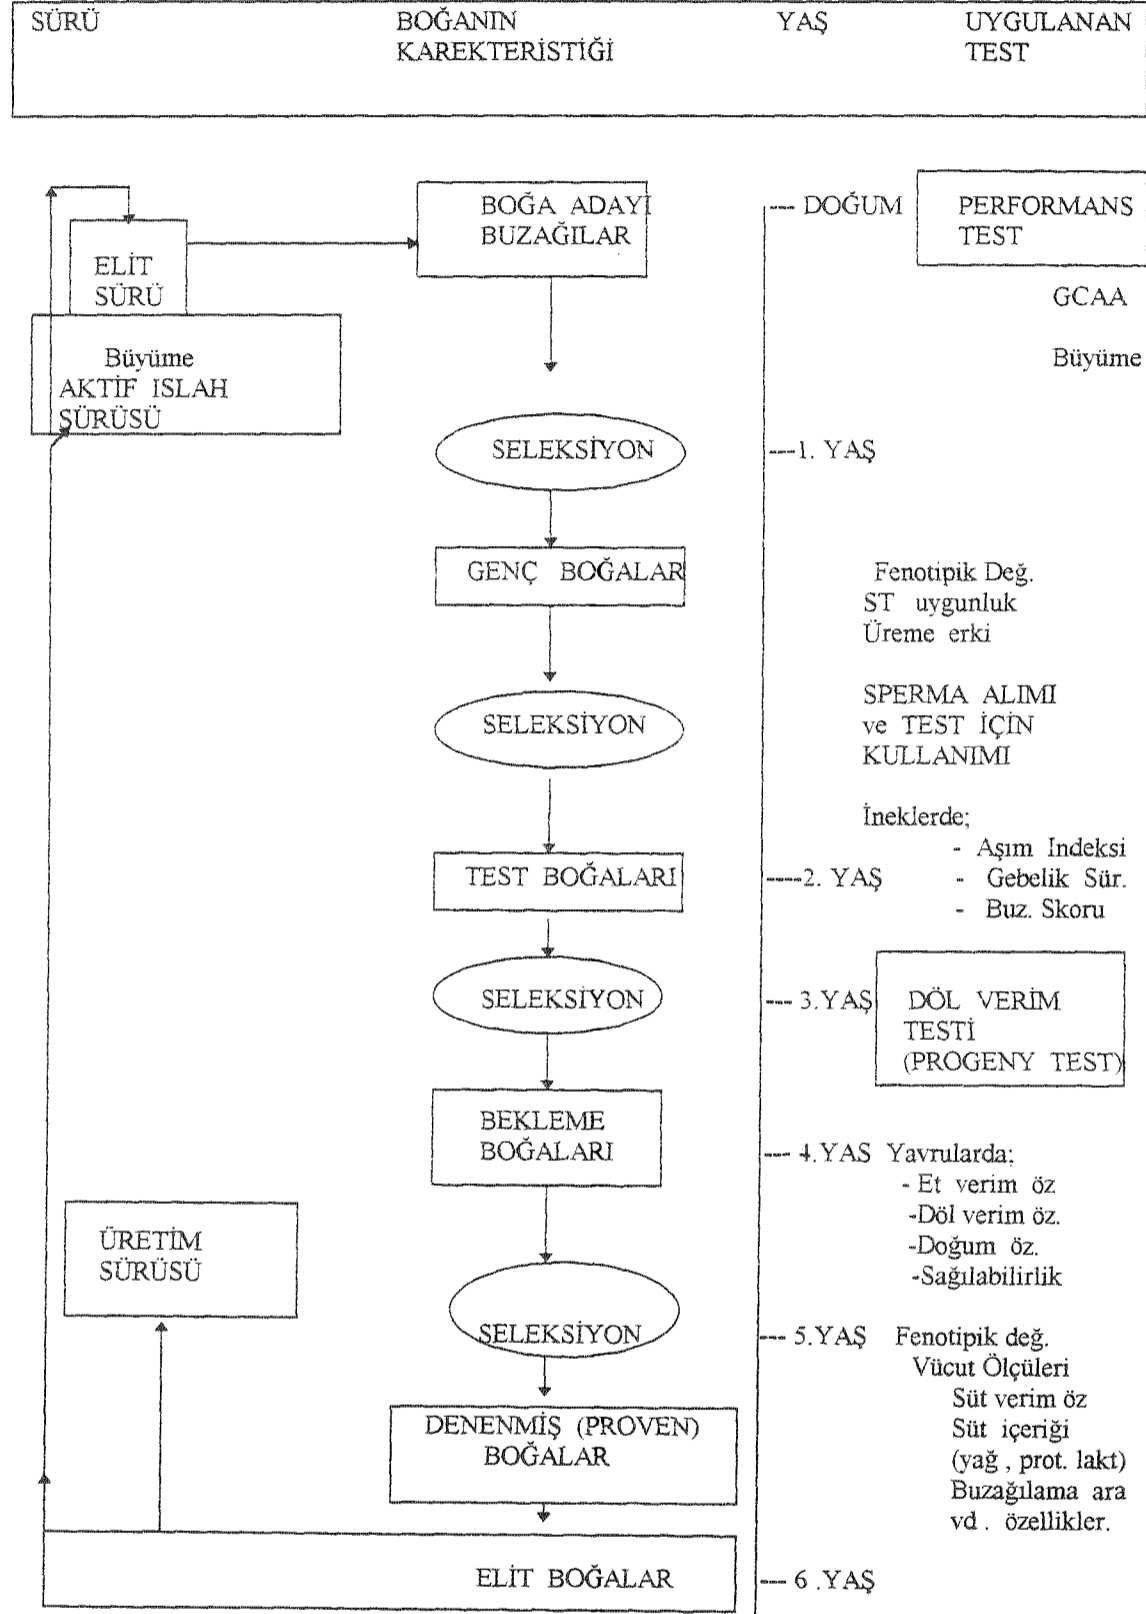 SÜRÜ
BOĞANIN
KAREKTERİSTİĞİ
YAŞ
UYGULANAN
TEST
BOĞA ADAYI
BUZAĞILAR
--- DOĞUM
PERFORMANS
TEST
ELİT
SÜRÜ
GCAA
Büyüme
Büyüme
AKTİF ISLAH
SÜRÜSÜ
SELEKSİYON
---1. YAŞ
GENÇ BOĞALAR
Fenotipik Değ.
ST uygunluk
Üreme erki
SELEKSİYON
SPERMA ALIMI
ve TEST İÇİN
KULLANIMI
İneklerde;
- Aşım Indeksi
TEST BOĞALARI
----2. YAŞ
- Gebelik Sür.
- Buz. Skoru
SELEKSİYON
--- 3.YAŞ
DÖL VERİM
TESTİ
(PROGENY TEST)
BEKLEME
BOĞALARI
--- 4.YAS
Yavrularda;
- Et verim öz
-Döl verim öz.
-Doğum öz.
-Sağılabilirlik
ÜRETİM
SÜRÜSÜ
SELEKSİYON
--- 5.YAŞ
Fenotipik değ.
Vücut Ölçüleri
Süt verim öz
Süt içeriği
(yağ , prot. lakt)
Buzağılama ara
vd . özellikler.
DENENMİŞ (PROVEN)
BOĞALAR
ELİT BOĞALAR
--- 6 .YAŞ